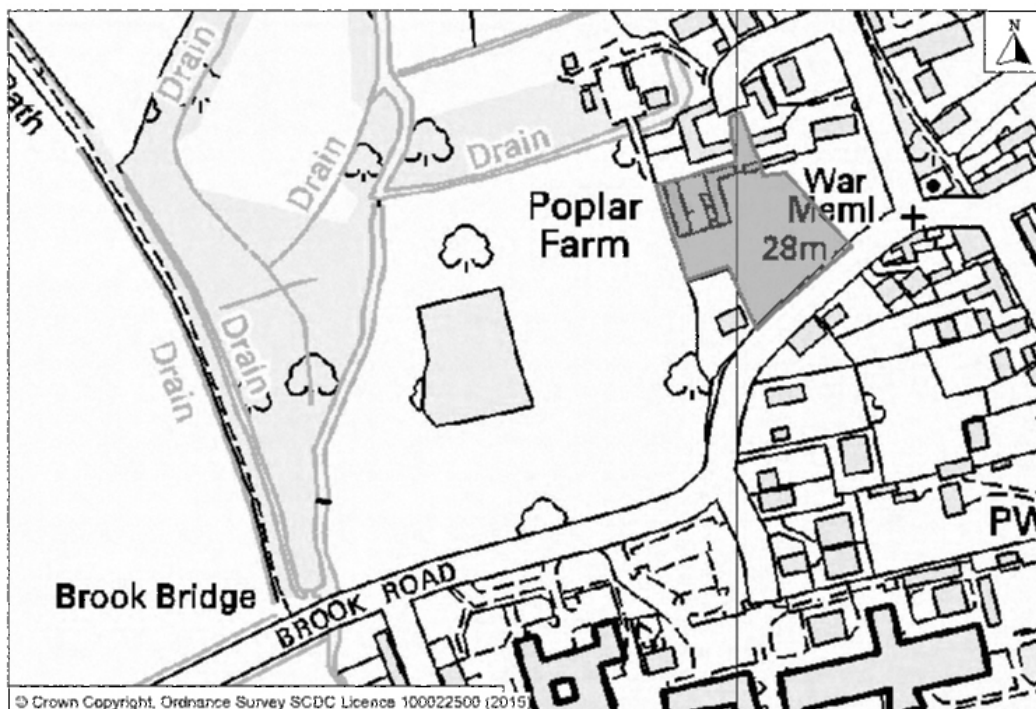 N
Drain
Path
Drain
Drain
Poplar
Farm
War
Meml
28m
Drain
Drain
PW
Brook Bridge
BROOK ROAD
© Crown Copyright, Ordnance Survey SCDC Licence 100022500 (2015)